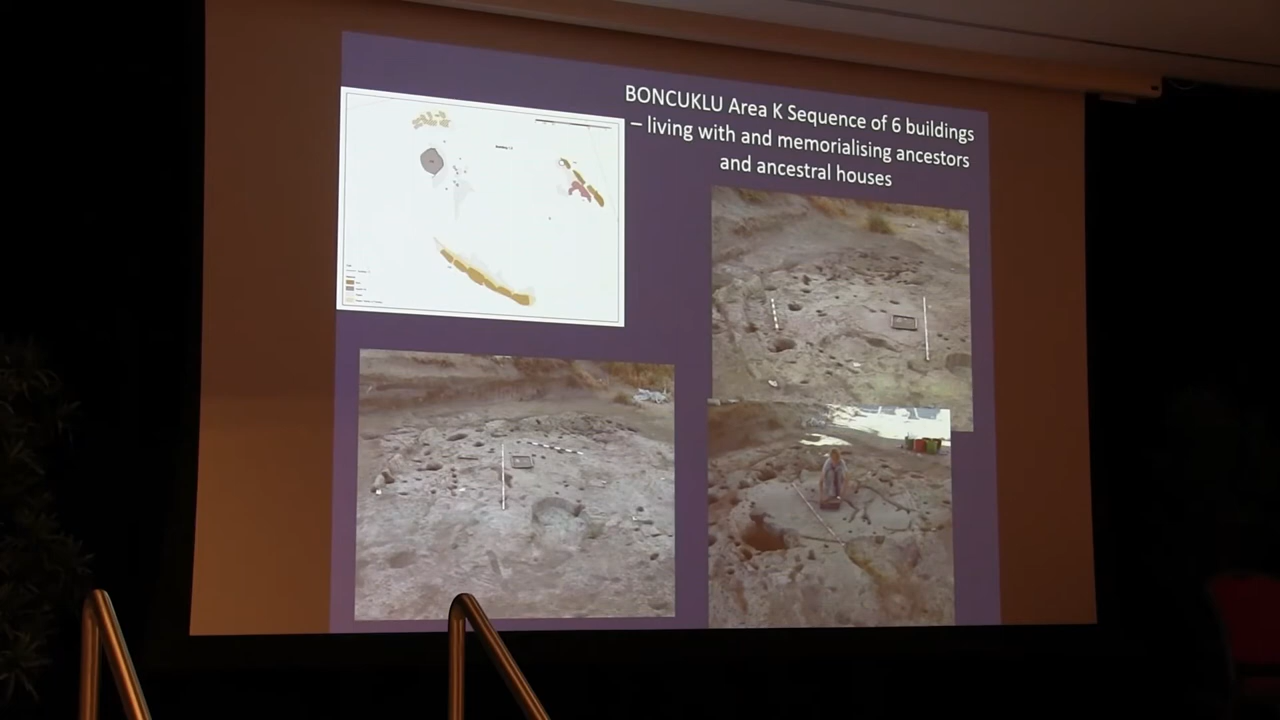 BONCUKLU Area K Sequence of 6 buildings
– living with and memorialising ancestors
and ancestral houses